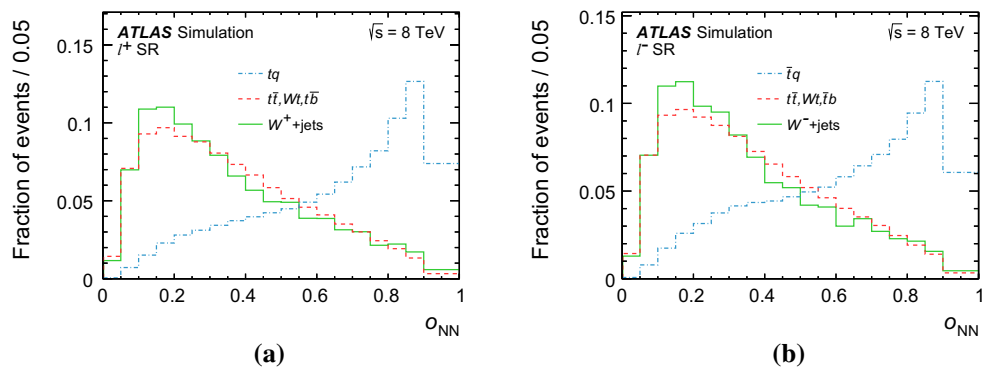 Fraction of events / 0.05
0.15
0.1
0.05
0
ATLAS Simulation
l⁺ SR
√s = 8 TeV
tq
tt̄,Wt,tb̄
W⁺+jets
0 0.2 0.4 0.6 0.8 1
o_NN
(a)
Fraction of events / 0.05
0.15
0.1
0.05
0
ATLAS Simulation
l⁻ SR
√s = 8 TeV
t̄q
tt̄,Wt,t̄b
W⁻+jets
0 0.2 0.4 0.6 0.8 1
o_NN
(b)